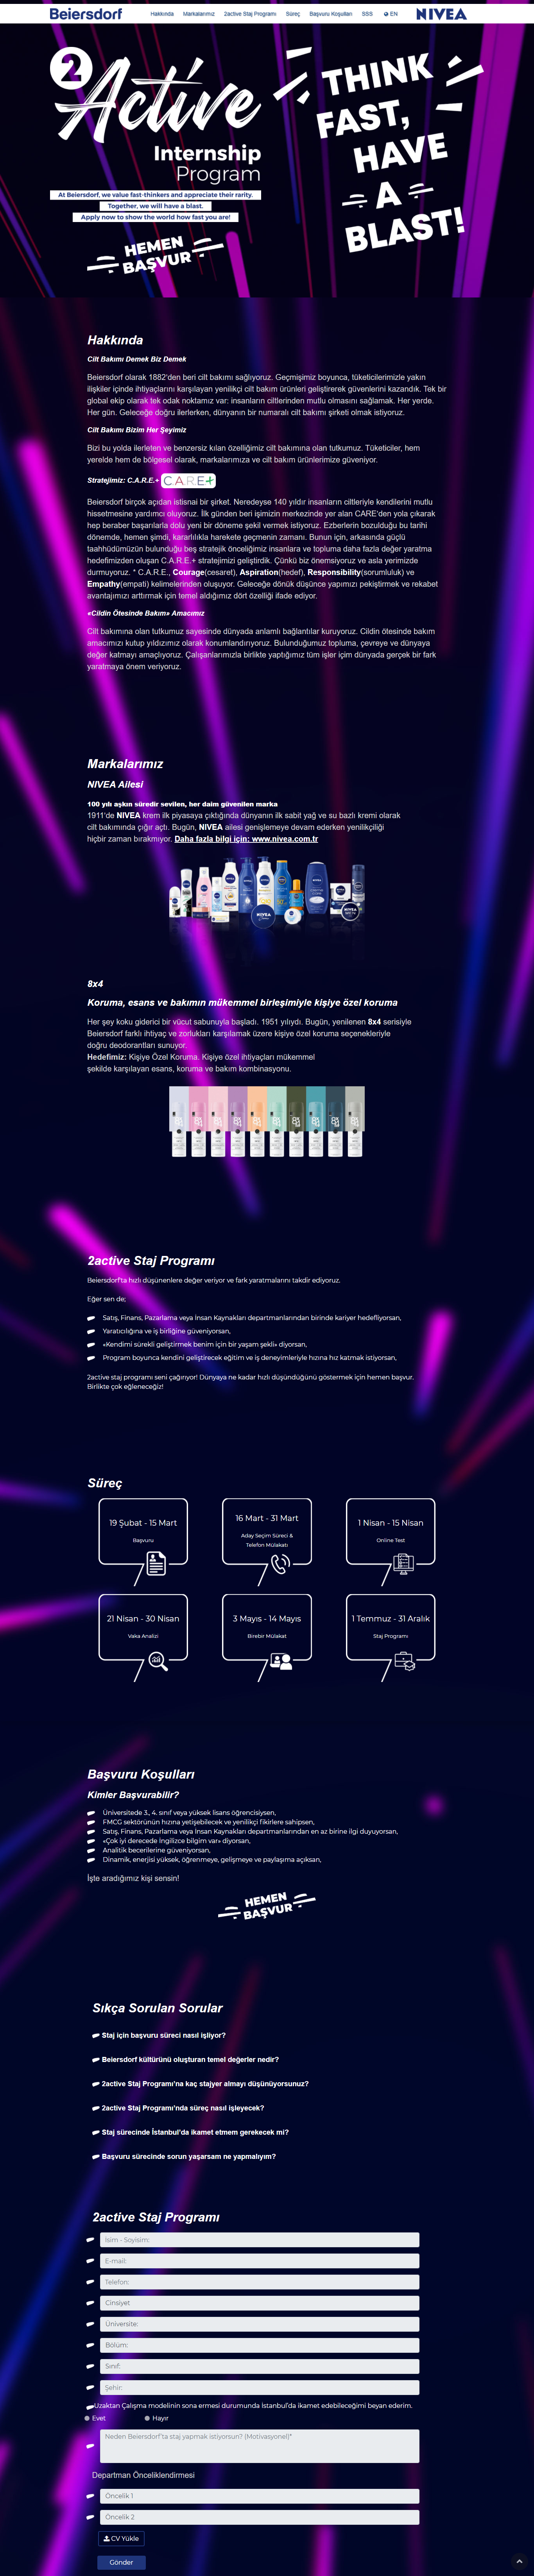 Beiersdorf
Hakkında Markalarımız 2active Staj Programı Süreç Başvuru Koşulları SSS EN
NIVEA
2 Active
Internship
Program
At Beiersdorf, we value fast-thinkers and appreciate their rarity.
Together, we will have a blast.
Apply now to show the world how fast you are!
HEMEN
BAŞVUR
THINK
FAST,
HAVE
A
BLAST!
Hakkında
Cilt Bakımı Demek Biz Demek
Beiersdorf olarak 1882'den beri cilt bakımı sağlıyoruz. Geçmişimiz boyunca, tüketicilerimizle yakın
ilişkiler içinde ihtiyaçlarını karşılayan yenilikçi cilt bakım ürünleri geliştirerek güvenlerini kazandık. Tek bir
global ekip olarak tek odak noktamız var: insanların ciltlerinden mutlu olmasını sağlamak. Her yerde.
Her gün. Geleceğe doğru ilerlerken, dünyanın bir numaralı cilt bakımı şirketi olmak istiyoruz.
Cilt Bakımı Bizim Her Şeyimiz
Bizi bu yolda ilerleten ve benzersiz kılan özelliğimiz cilt bakımına olan tutkumuz. Tüketiciler, hem
yerelde hem de bölgesel olarak, markalarımıza ve cilt bakım ürünlerimize güveniyor.
Stratejimiz: C.A.R.E.+ CARE+
Beiersdorf birçok açıdan istisnai bir şirket. Neredeyse 140 yıldır insanların ciltleriyle kendilerini mutlu
hissetmesine yardımcı oluyoruz. İlk günden beri işimizin merkezinde yer alan CARE'den yola çıkarak
hep beraber başarılarla dolu yeni bir döneme şekil vermek istiyoruz. Ezberlerin bozulduğu bu tarihi
dönemde, hemen şimdi, kararlılıkla harekete geçmenin zamanı. Bunun için, arkasında güçlü
taahhüdümüzün bulunduğu beş stratejik önceliğimiz insanlara ve topluma daha fazla değer yaratma
hedefimizden oluşan C.A.R.E.+ stratejimizi geliştirdik. Çünkü biz önemsiyoruz ve asla yerimizde
durmuyoruz. * C.A.R.E., Courage(cesaret), Aspiration(hedef), Responsibility(sorumluluk) ve
Empathy(empati) kelimelerinden oluşuyor. Geleceğe dönük düşünce yapımızı pekiştirmek ve rekabet
avantajımızı arttırmak için temel aldığımız dört özelliği ifade ediyor.
«Cildin Ötesinde Bakım» Amacımız
Cilt bakımına olan tutkumuz sayesinde dünyada anlamlı bağlantılar kuruyoruz. Cildin ötesinde bakım
amacımızı kutup yıldızımız olarak konumlandırıyoruz. Bulunduğumuz topluma, çevreye ve dünyaya
değer katmayı amaçlıyoruz. Çalışanlarımızla birlikte yaptığımız tüm işler içim dünyada gerçek bir fark
yaratmaya önem veriyoruz.
Markalarımız
NIVEA Ailesi
100 yılı aşkın süredir sevilen, her daim güvenilen marka
1911'de NIVEA krem ilk piyasaya çıktığında dünyanın ilk sabit yağ ve su bazlı kremi olarak
cilt bakımında çığır açtı. Bugün, NIVEA ailesi genişlemeye devam ederken yenilikçiliği
hiçbir zaman bırakmıyor. Daha fazla bilgi için: www.nivea.com.tr
8x4
Koruma, esans ve bakımın mükemmel birleşimiyle kişiye özel koruma
Her şey koku giderici bir vücut sabunuyla başladı. 1951 yılıydı. Bugün, yenilenen 8x4 serisiyle
Beiersdorf farklı ihtiyaç ve zorlukları karşılamak üzere kişiye özel koruma seçenekleriyle
doğru deodorantları sunuyor.
Hedefimiz: Kişiye Özel Koruma. Kişiye özel ihtiyaçları mükemmel
şekilde karşılayan esans, koruma ve bakım kombinasyonu.
2active Staj Programı
Beiersdorf'ta hızlı düşünenlere değer veriyor ve fark yaratmalarını takdir ediyoruz.
Eğer sen de;
Satış, Finans, Pazarlama veya İnsan Kaynakları departmanlarından birinde kariyer hedefliyorsan,
Yaratıcılığına ve iş birliğine güveniyorsan,
«Kendimi sürekli geliştirmek benim için bir yaşam şekli» diyorsan,
Program boyunca kendini geliştirecek eğitim ve iş deneyimleriyle hızına hız katmak istiyorsan,
2active staj programı seni çağırıyor! Dünyaya ne kadar hızlı düşündüğünü göstermek için hemen başvur.
Birlikte çok eğleneceğiz!
Süreç
19 Şubat - 15 Mart
Başvuru
16 Mart - 31 Mart
Aday Seçim Süreci &
Telefon Mülakatı
1 Nisan - 15 Nisan
Online Test
21 Nisan - 30 Nisan
Vaka Analizi
3 Mayıs - 14 Mayıs
Birebir Mülakat
1 Temmuz - 31 Aralık
Staj Programı
Başvuru Koşulları
Kimler Başvurabilir?
Üniversitede 3., 4. sınıf veya yüksek lisans öğrencisiysen,
FMCG sektörünün hızına yetişebilecek ve yenilikçi fikirlere sahipsen,
Satış, Finans, Pazarlama veya İnsan Kaynakları departmanlarından en az birine ilgi duyuyorsan,
«Çok iyi derecede İngilizce bilgim var» diyorsan,
Analitik becerilerine güveniyorsan,
Dinamik, enerjisi yüksek, öğrenmeye, gelişmeye ve paylaşıma açıksan,
İşte aradığımız kişi sensin!
HEMEN
BAŞVUR
Sıkça Sorulan Sorular
Staj için başvuru süreci nasıl işliyor?
Beiersdorf kültürünü oluşturan temel değerler nedir?
2active Staj Programı'na kaç stajyer almayı düşünüyorsunuz?
2active Staj Programı'nda süreç nasıl işleyecek?
Staj sürecinde İstanbul'da ikamet etmem gerekecek mi?
Başvuru sürecinde sorun yaşarsam ne yapmalıyım?
2active Staj Programı
İsim - Soyisim:
E-mail:
Telefon:
Cinsiyet
Üniversite:
Bölüm:
Sınıf:
Şehir:
Uzaktan Çalışma modelinin sona ermesi durumunda İstanbul'da ikamet edebileceğimi beyan ederim.
Evet Hayır
Neden Beiersdorf'ta staj yapmak istiyorsun? (Motivasyonel)*
Departman Önceliklendirmesi
Öncelik 1
Öncelik 2
CV Yükle
Gönder